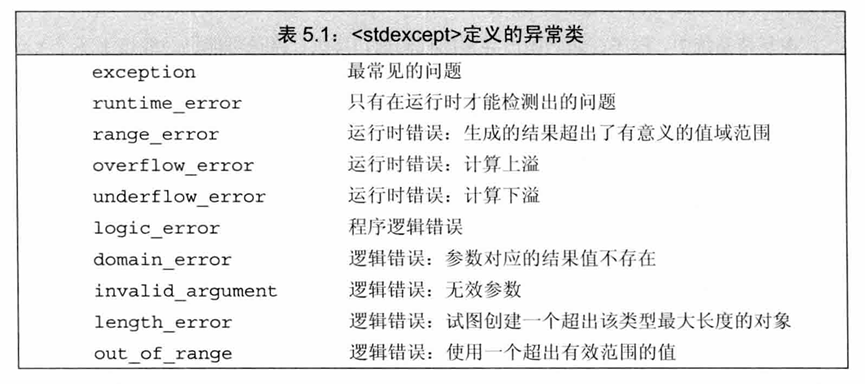 表 5.1：<stdexcept>定义的异常类
exception 最常见的问题
runtime_error 只有在运行时才能检测出的问题
range_error 运行时错误：生成的结果超出了有意义的值域范围
overflow_error 运行时错误：计算上溢
underflow_error 运行时错误：计算下溢
logic_error 程序逻辑错误
domain_error 逻辑错误：参数对应的结果值不存在
invalid_argument 逻辑错误：无效参数
length_error 逻辑错误：试图创建一个超出该类型最大长度的对象
out_of_range 逻辑错误：使用一个超出有效范围的值